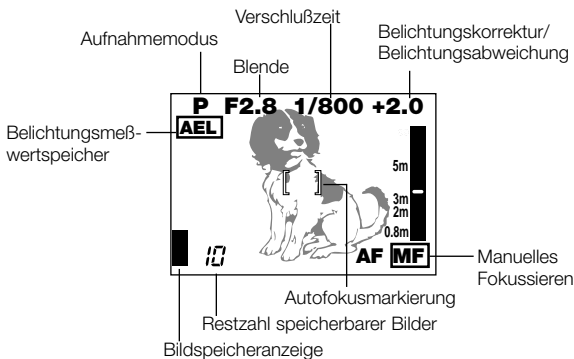 Verschlußzeit
Belichtungskorrektur/
Belichtungsabweichung
Aufnahmemodus
Blende
P F2.8 1/800 +2.0
AEL
Belichtungsmeß-
wertspeicher
5m
3m
2m
0.8m
10
AF MF
Manuelles
Fokussieren
Autofokusmarkierung
Restzahl speicherbarer Bilder
Bildspeicheranzeige